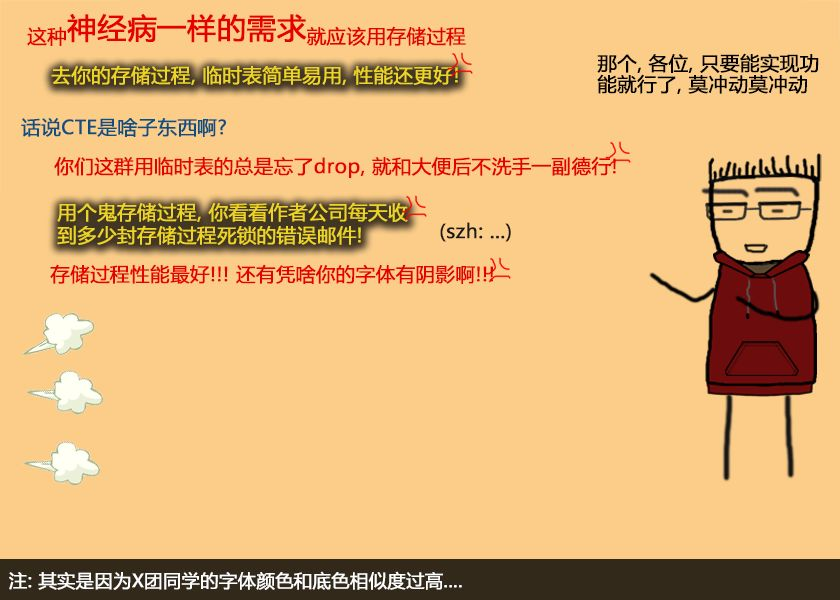 这种神经病一样的需求就应该用存储过程
去你的存储过程, 临时表简单易用, 性能还更好!
那个, 各位, 只要能实现功
能就行了, 莫冲动莫冲动
话说CTE是啥子东西啊?
你们这群用临时表的总是忘了drop, 就和大便后不洗手一副德行!
用个鬼存储过程, 你看看作者公司每天收
到多少封存储过程死锁的错误邮件!
(szh: ...)
存储过程性能最好!!! 还有凭啥你的字体有阴影啊!!!
注: 其实是因为X团同学的字体颜色和底色相似度过高....